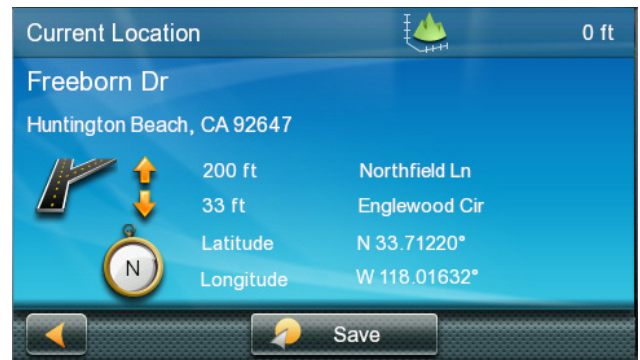 Current Location 0 ft
Freeborn Dr
Huntington Beach, CA 92647
200 ft Northfield Ln
33 ft Englewood Cir
Latitude N 33.71220°
N
Longitude W 118.01632°
Save